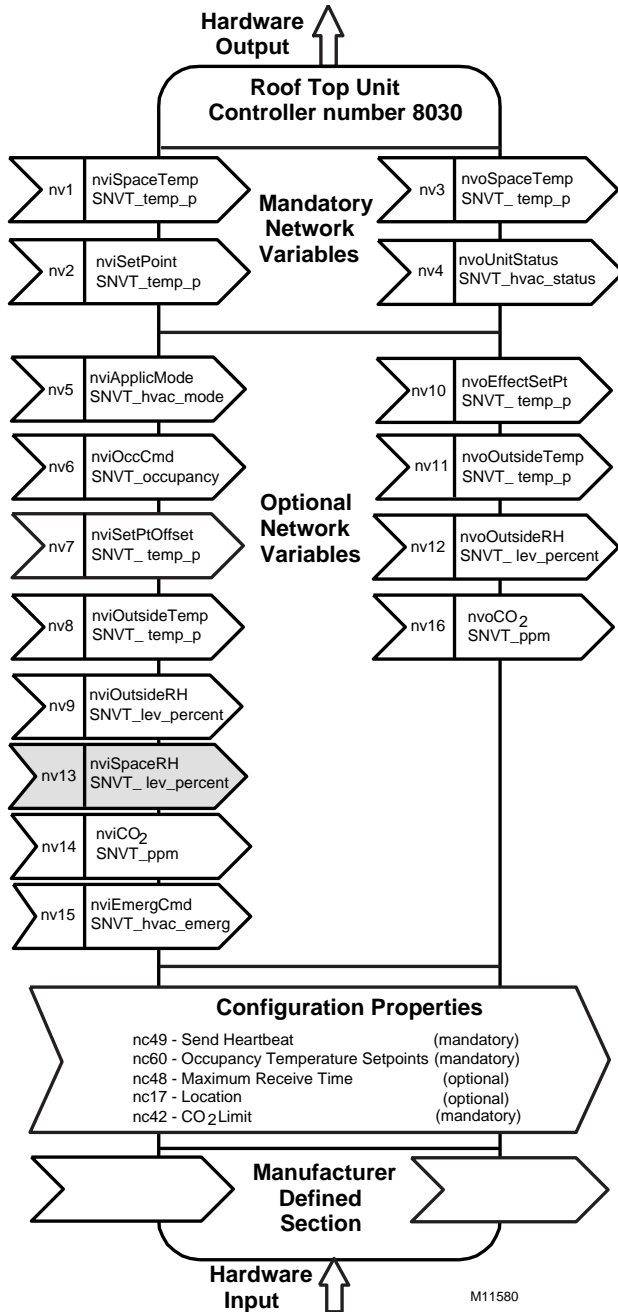 Hardware
Output
Roof Top Unit
Controller number 8030
nv1
nviSpaceTemp
SNVT_temp_p
nv2
nviSetPoint
SNVT_temp_p
Mandatory
Network
Variables
nv3
nvoSpaceTemp
SNVT_ temp_p
nv4
nvoUnitStatus
SNVT_hvac_status
nv5
nviApplicMode
SNVT_hvac_mode
nv6
nviOccCmd
SNVT_occupancy
nv7
nviSetPtOffset
SNVT_ temp_p
nv8
nviOutsideTemp
SNVT_ temp_p
nv9
nviOutsideRH
SNVT_lev_percent
nv13
nviSpaceRH
SNVT_ lev_percent
nv14
nviCO2
SNVT_ppm
nv15
nviEmergCmd
SNVT_hvac_emerg
Optional
Network
Variables
nv10
nvoEffectSetPt
SNVT_ temp_p
nv11
nvoOutsideTemp
SNVT_ temp_p
nv12
nvoOutsideRH
SNVT_ lev_percent
nv16
nvoCO2
SNVT_ppm
Configuration Properties
nc49 - Send Heartbeat (mandatory)
nc60 - Occupancy Temperature Setpoints (mandatory)
nc48 - Maximum Receive Time (optional)
nc17 - Location (optional)
nc42 - CO2Limit (mandatory)
Manufacturer
Defined
Section
Hardware
Input
M11580